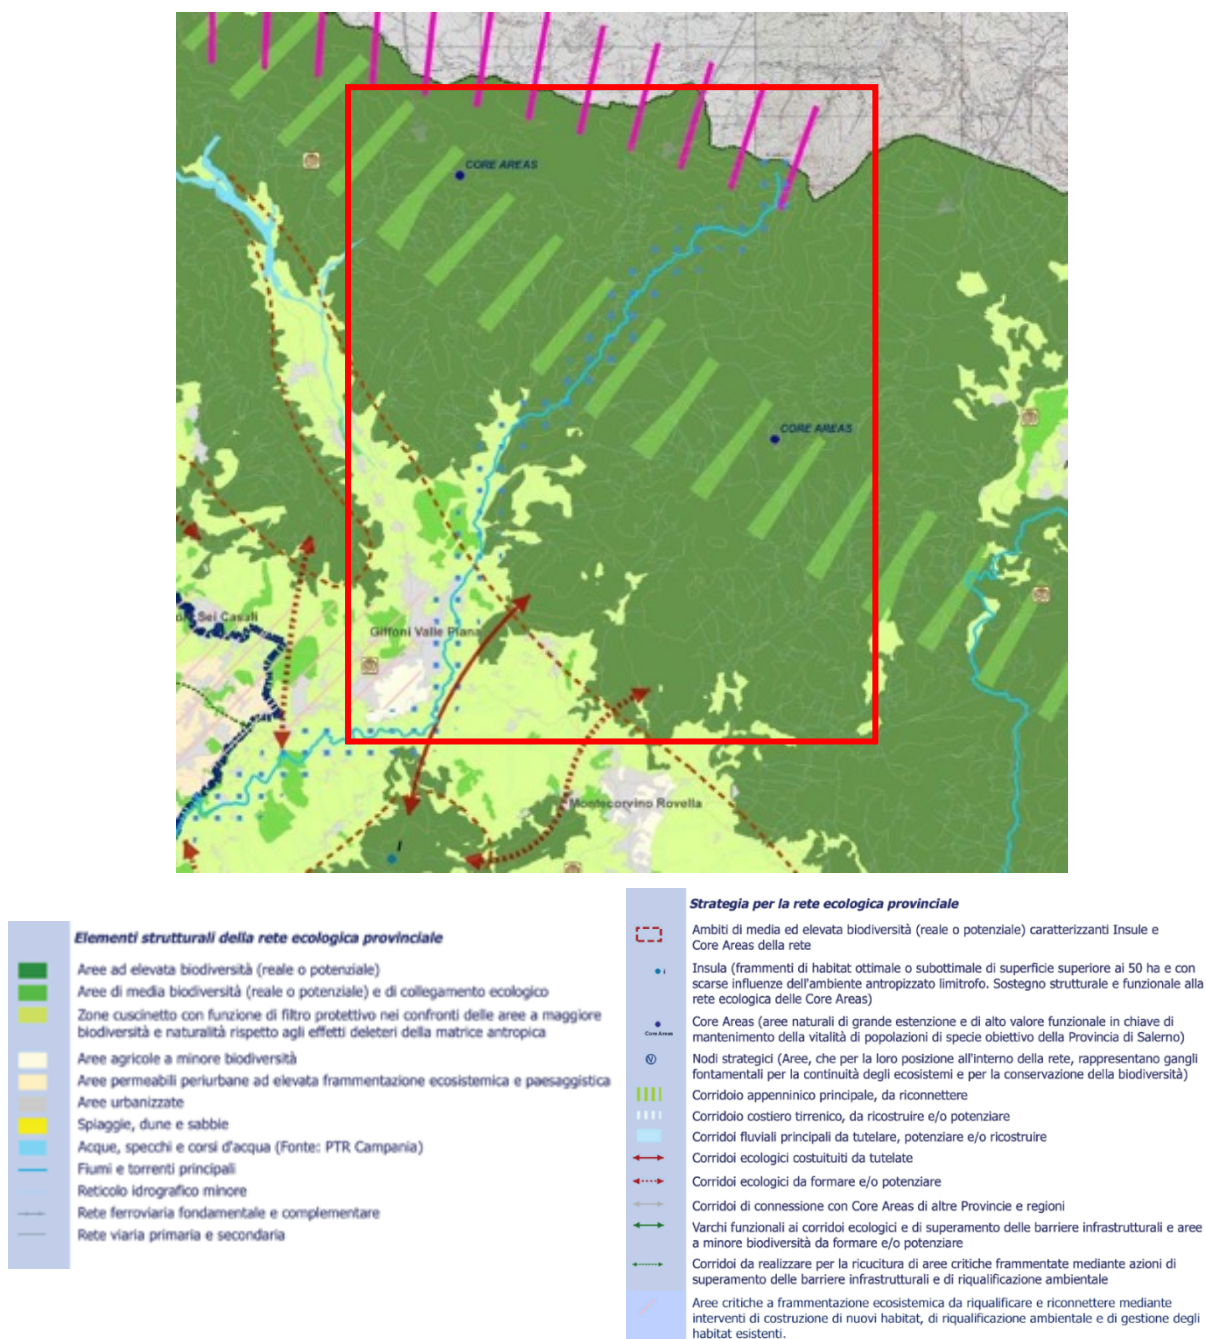 CORE AREAS
CORE AREAS
Sei Casali
Giffoni Valle Piana
Montecorvino Rovella
I
Elementi strutturali della rete ecologica provinciale
Aree ad elevata biodiversità (reale o potenziale)
Aree di media biodiversità (reale o potenziale) e di collegamento ecologico
Zone cuscinetto con funzione di filtro protettivo nei confronti delle aree a maggiore
biodiversità e naturalità rispetto agli effetti deleteri della matrice antropica
Aree agricole a minore biodiversità
Aree permeabili periurbane ad elevata frammentazione ecosistemica e paesaggistica
Aree urbanizzate
Spiagge, dune e sabbie
Acque, specchi e corsi d'acqua (Fonte: PTR Campania)
Fiumi e torrenti principali
Reticolo idrografico minore
Rete ferroviaria fondamentale e complementare
Rete viaria primaria e secondaria
Strategia per la rete ecologica provinciale
Ambiti di media ed elevata biodiversità (reale o potenziale) caratterizzanti Insule e
Core Areas della rete
Insula (frammenti di habitat ottimale o subottimale di superficie superiore ai 50 ha e con
scarse influenze dell'ambiente antropizzato limitrofo. Sostegno strutturale e funzionale alla
rete ecologica delle Core Areas)
Core Areas
Core Areas (aree naturali di grande estenzione e di alto valore funzionale in chiave di
mantenimento della vitalità di popolazioni di specie obiettivo della Provincia di Salerno)
Nodi strategici (Aree, che per la loro posizione all'interno della rete, rappresentano gangli
fontamentali per la continuità degli ecosistemi e per la conservazione della biodiversità)
Corridoio appenninico principale, da riconnettere
Corridoio costiero tirrenico, da ricostruire e/o potenziare
Corridoi fluviali principali da tutelare, potenziare e/o ricostruire
Corridoi ecologici costuituiti da tutelate
Corridoi ecologici da formare e/o potenziare
Corridoi di connessione con Core Areas di altre Provincie e regioni
Varchi funzionali ai corridoi ecologici e di superamento delle barriere infrastrutturali e aree
a minore biodiversità da formare e/o potenziare
Corridoi da realizzare per la ricucitura di aree critiche frammentate mediante azioni di
superamento delle barriere infrastrutturali e di riqualificazione ambientale
Aree critiche a frammentazione ecosistemica da riqualificare e riconnettere mediante
interventi di costruzione di nuovi habitat, di riqualificazione ambientale e di gestione degli
habitat esistenti.